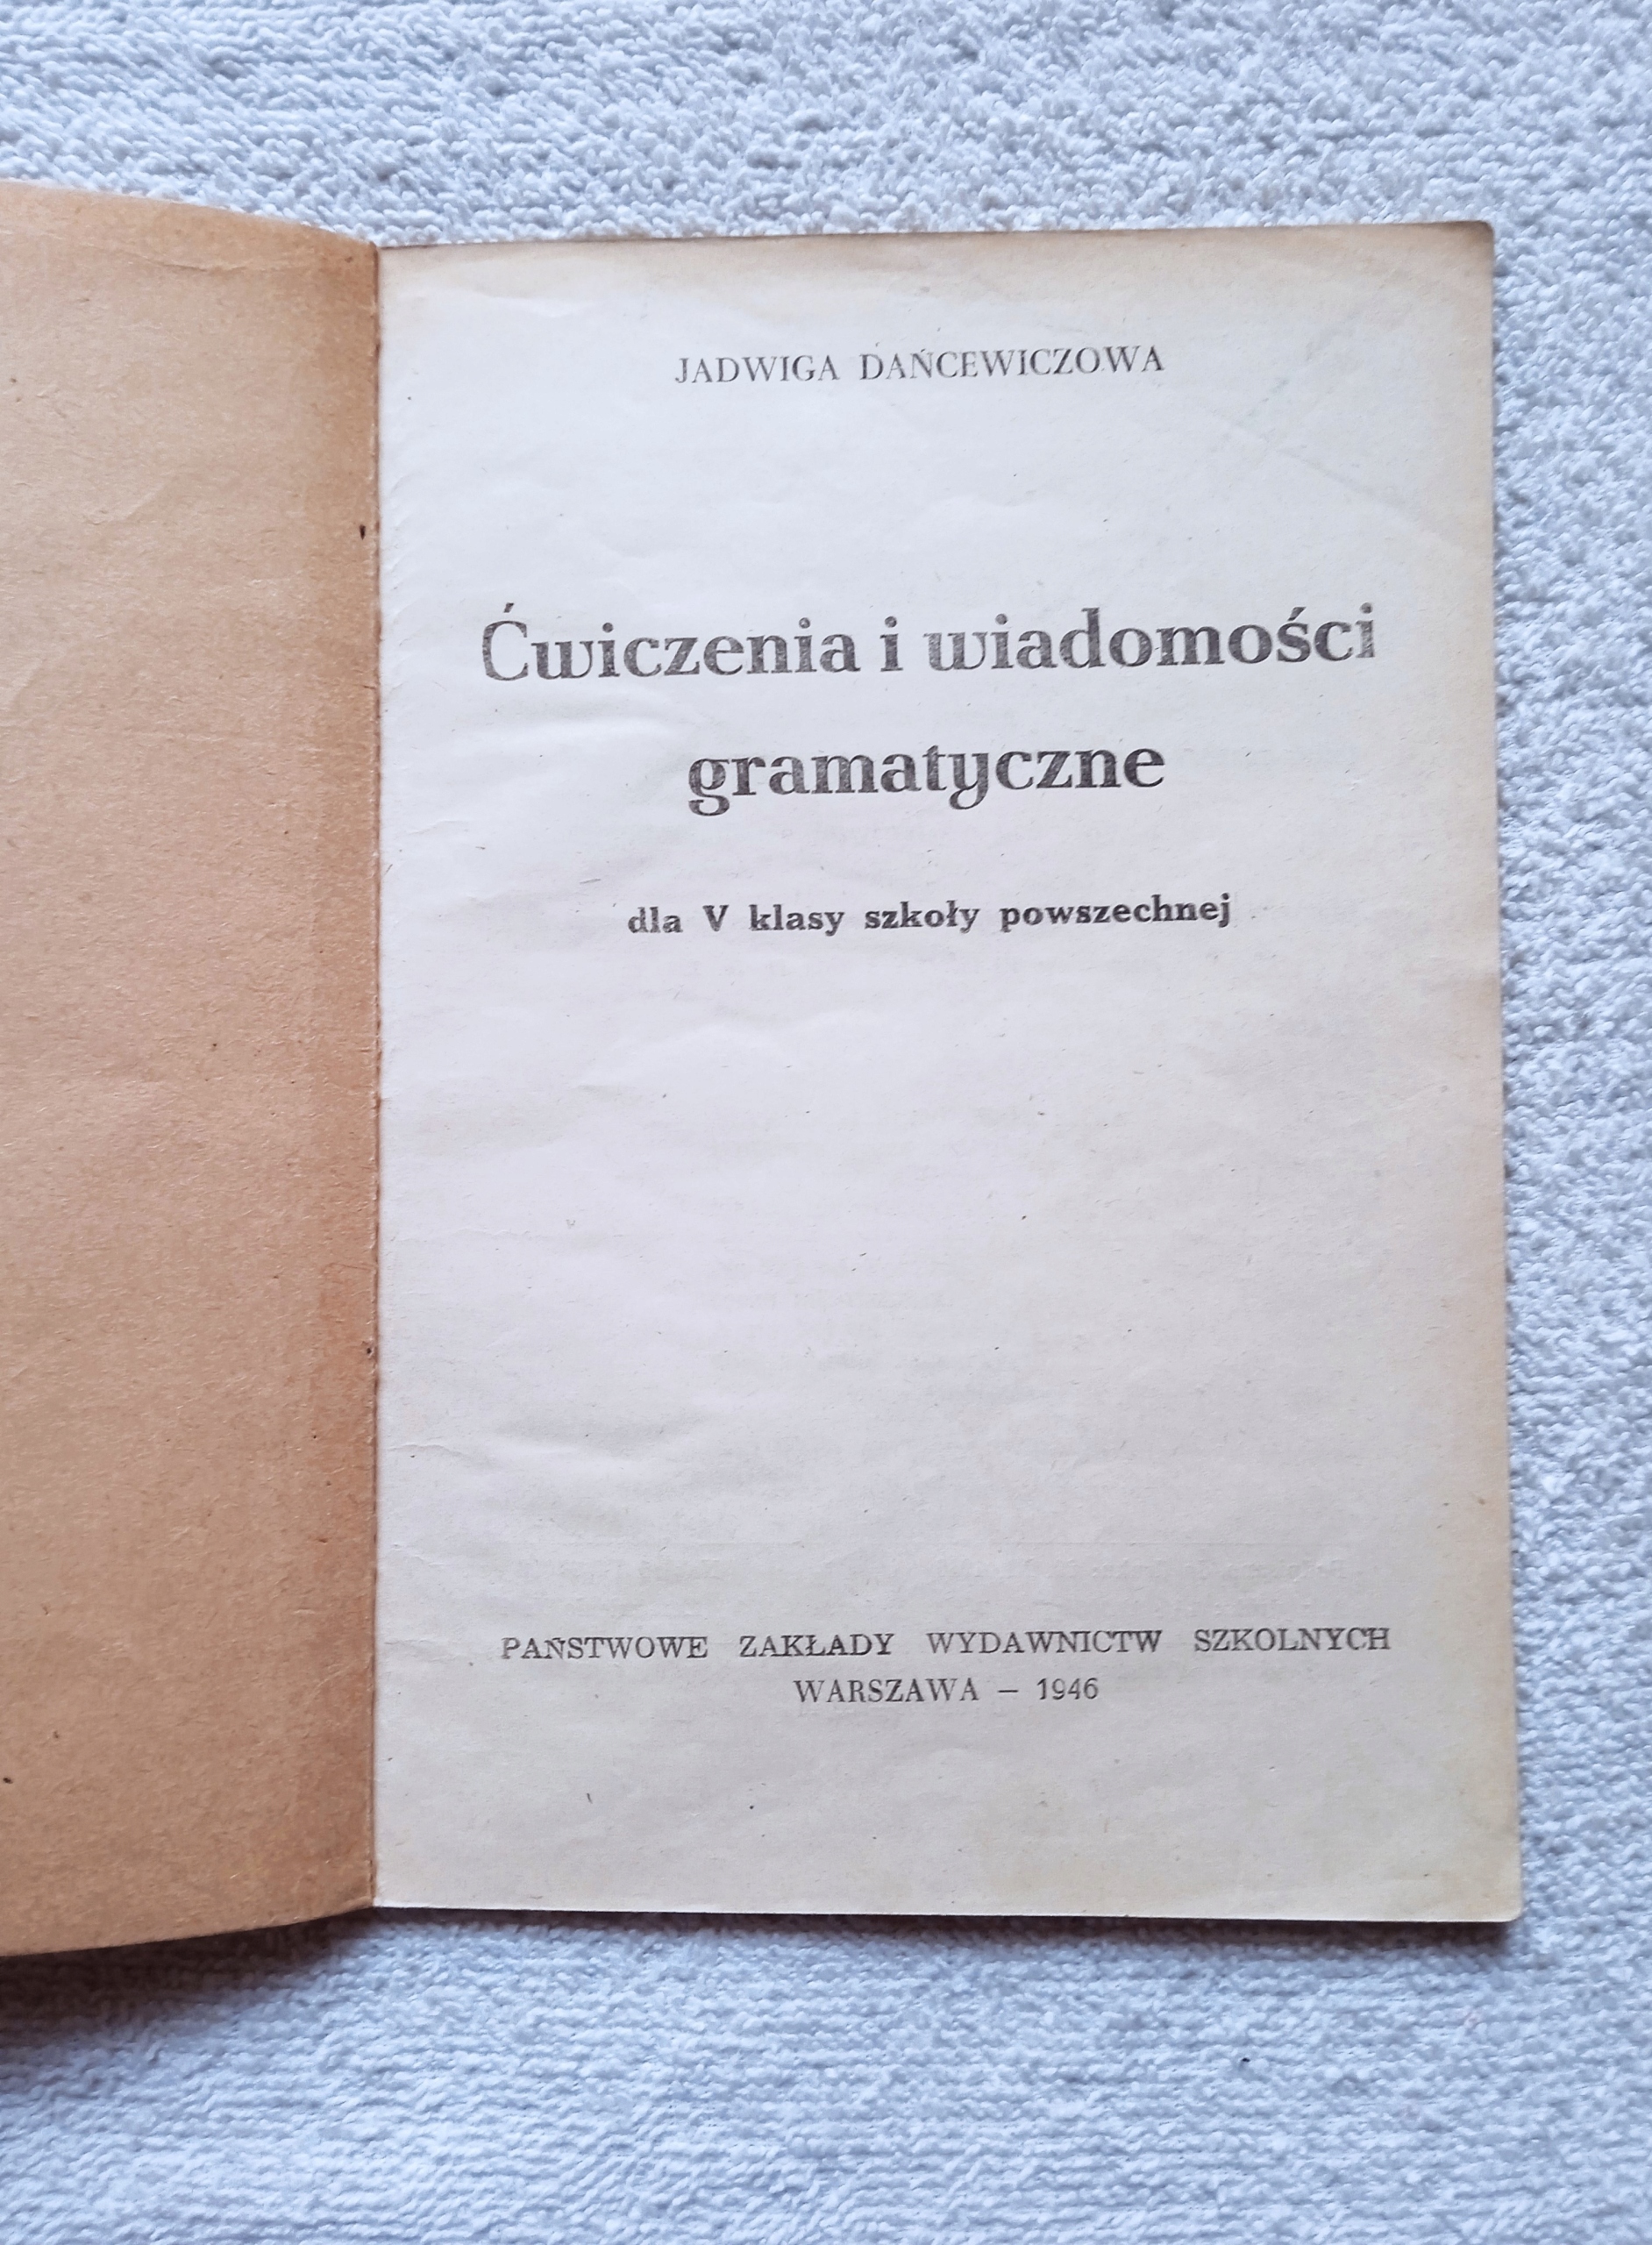 JADWIGA DAŃCEWICZOWA
Ćwiczenia i wiadomości
gramatyczne
dla V klasy szkoły powszechnej
PAŃSTWOWE ZAKŁADY WYDAWNICTW SZKOLNYCH
WARSZAWA — 1946